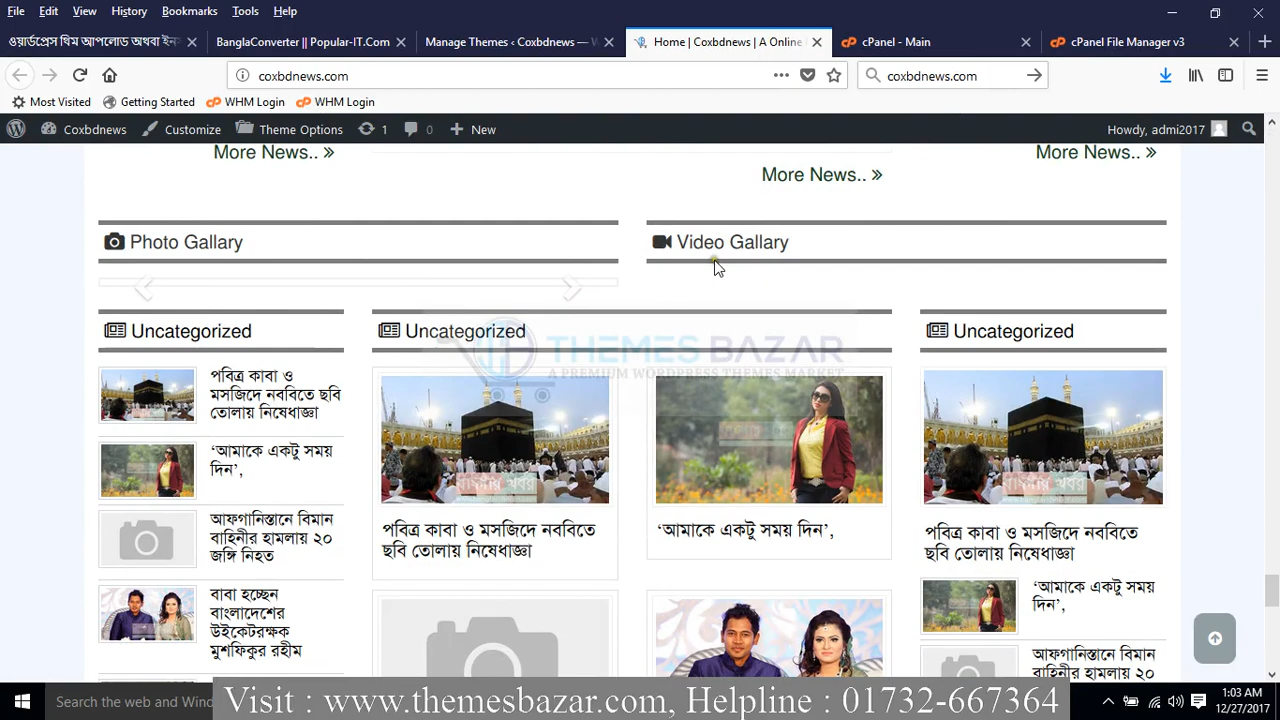 File Edit View History Bookmarks Tools Help
ওয়ার্ডপ্রেস থিম আপলোড অথবা ইনস
BanglaConverter || Popular-IT.Com
Manage Themes ‹ Coxbdnews — W
Home | Coxbdnews | A Online
cPanel - Main
cPanel File Manager v3
coxbdnews.com
coxbdnews.com
Most Visited Getting Started WHM Login WHM Login
Coxbdnews Customize Theme Options 1 0 New Howdy, admi2017
More News.. »
More News.. »
More News.. »
Photo Gallary
Video Gallary
Uncategorized
Uncategorized
Uncategorized
THEMES BAZAR
A PREMIUM WORDPRESS THEMES MARKET
পবিত্র কাবা ও
মসজিদে নববিতে ছবি
তোলায় নিষেধাজ্ঞা
'আমাকে একটু সময়
দিন',
আফগানিস্তানে বিমান
বাহিনীর হামলায় ২০
জঙ্গি নিহত
বাবা হচ্ছেন
বাংলাদেশের
উইকেটরক্ষক
মুশফিকুর রহীম
পবিত্র কাবা ও মসজিদে নববিতে
ছবি তোলায় নিষেধাজ্ঞা
'আমাকে একটু সময় দিন',
পবিত্র কাবা ও মসজিদে নববিতে
ছবি তোলায় নিষেধাজ্ঞা
'আমাকে একটু সময়
দিন',
আফগানিস্তানে বিমান
বাহিনীর হামলায় ২০
Search the web and Wind
Visit : www.themesbazar.com, Helpline : 01732-667364
1:03 AM
12/27/2017